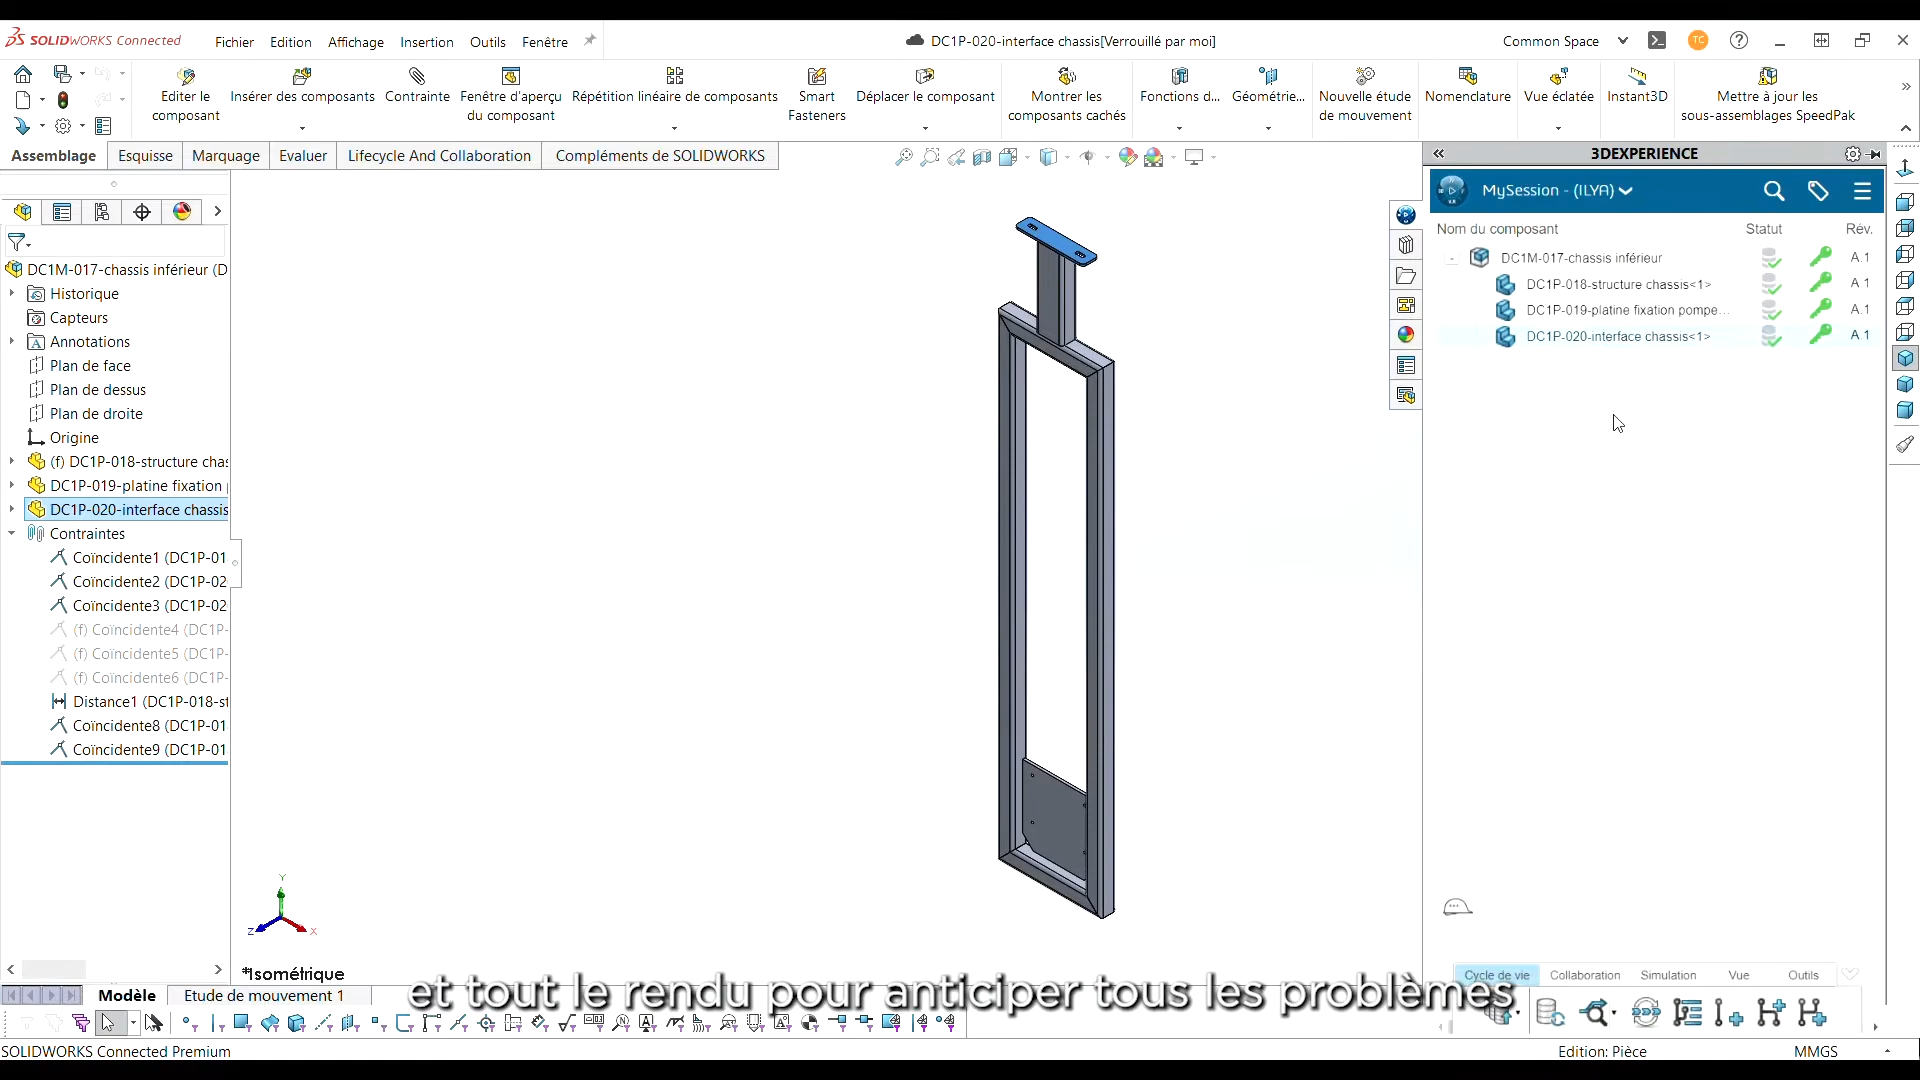 SOLIDWORKS Connected
Fichier Edition Affichage Insertion Outils Fenêtre
DC1P-020-interface chassis[Verrouillé par moi]
Common Space
TC
Editer le composant
Insérer des composants
Contrainte
Fenêtre d'aperçu du composant
Répétition linéaire de composants
Smart Fasteners
Déplacer le composant
Montrer les composants cachés
Fonctions d...
Géométrie...
Nouvelle étude de mouvement
Nomenclature
Vue éclatée
Instant3D
Mettre à jour les sous-assemblages SpeedPak
Assemblage Esquisse Marquage Evaluer Lifecycle And Collaboration Compléments de SOLIDWORKS
3DEXPERIENCE
MySession - (ILYA)
Nom du composant Statut Rév.
DC1M-017-chassis inférieur A.1
DC1P-018-structure chassis<1> A 1
DC1P-019-platine fixation pompe... A.1
DC1P-020-interface chassis<1> A.1
DC1M-017-chassis inférieur (D
Historique
Capteurs
Annotations
Plan de face
Plan de dessus
Plan de droite
Origine
(f) DC1P-018-structure chas
DC1P-019-platine fixation p
DC1P-020-interface chassis
Contraintes
Coïncidente1 (DC1P-01
Coïncidente2 (DC1P-02
Coïncidente3 (DC1P-02
(f) Coïncidente4 (DC1P-
(f) Coïncidente5 (DC1P-
(f) Coïncidente6 (DC1P-
Distance1 (DC1P-018-st
Coïncidente8 (DC1P-01
Coïncidente9 (DC1P-01
Y
Z
X
*Isométrique
et tout le rendu pour anticiper tous les problèmes
Cycle de vie Collaboration Simulation Vue Outils
Modèle Etude de mouvement 1
SOLIDWORKS Connected Premium
Edition: Pièce
MMGS